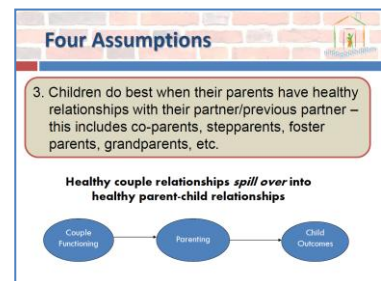 Four Assumptions
3. Children do best when their parents have healthy
relationships with their partner/previous partner –
this includes co-parents, stepparents, foster
parents, grandparents, etc.
Healthy couple relationships spill over into
healthy parent-child relationships
Couple
Functioning
Parenting
Child
Outcomes